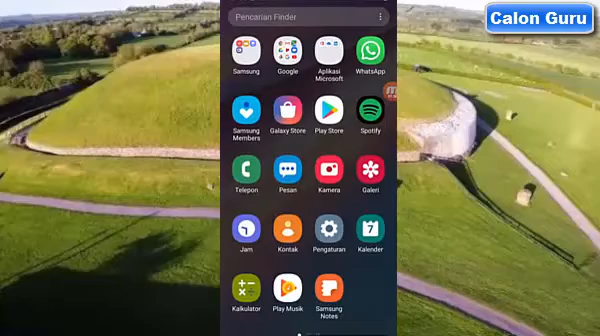 Calon Guru
Pencarian Finder
Samsung
Google
Aplikasi
Microsoft
WhatsApp
Samsung
Members
Galaxy Store
Play Store
Spotify
Telepon
Pesan
Kamera
Galeri
Jam
Kontak
Pengaturan
7
Kalender
Kalkulator
Play Musik
Samsung
Notes